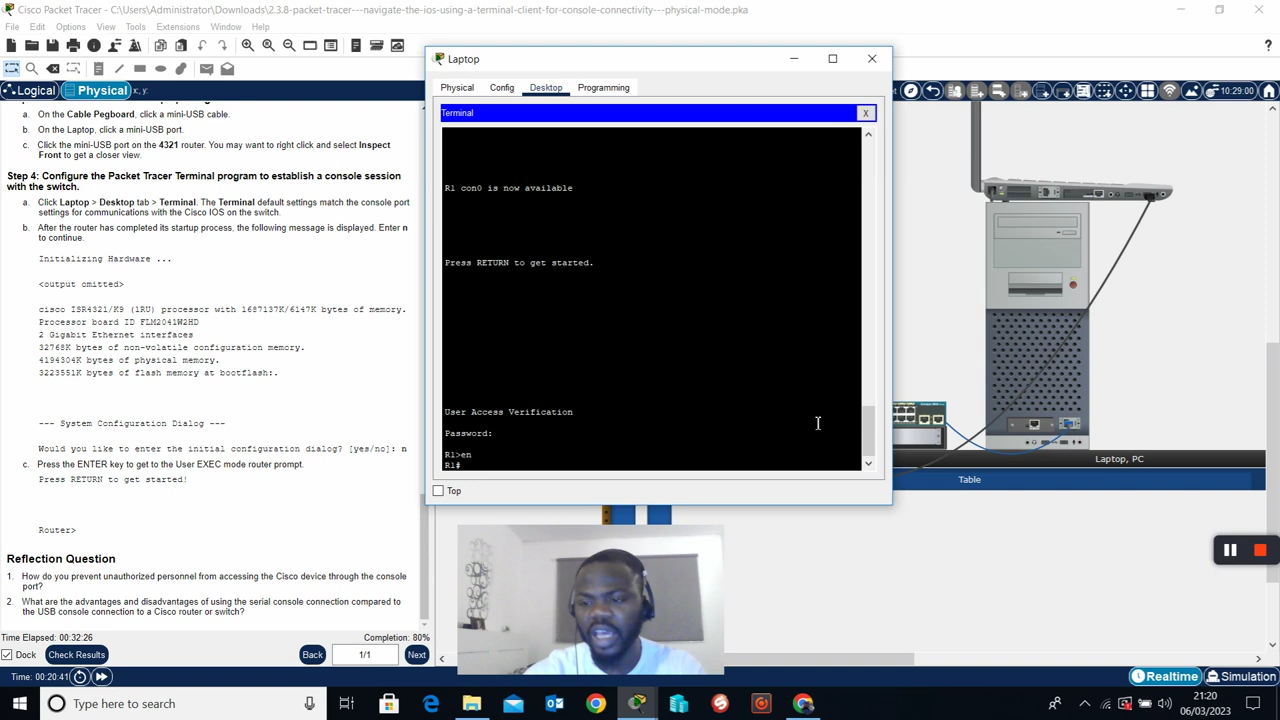 Cisco Packet Tracer - C:\Users\Administrator\Downloads\2.3.8-packet-tracer---navigate-the-ios-using-a-terminal-client-for-console-connectivity---physical-mode.pka
File Edit Options View Tools Extensions Window Help
Logical Physical x, y:
10:29:00
a. On the Cable Pegboard, click a mini-USB cable.
b. On the Laptop, click a mini-USB port.
c. Click the mini-USB port on the 4321 router. You may want to right click and select Inspect
Front to get a closer view.
Step 4: Configure the Packet Tracer Terminal program to establish a console session
with the switch.
a. Click Laptop > Desktop tab > Terminal. The Terminal default settings match the console port
settings for communications with the Cisco IOS on the switch.
b. After the router has completed its startup process, the following message is displayed. Enter n
to continue.
Initializing Hardware ...
<output omitted>
cisco ISR4321/K9 (1RU) processor with 1687137K/6147K bytes of memory.
Processor board ID FLM2041W2HD
2 Gigabit Ethernet interfaces
32768K bytes of non-volatile configuration memory.
4194304K bytes of physical memory.
3223551K bytes of flash memory at bootflash:.
--- System Configuration Dialog ---
Would you like to enter the initial configuration dialog? [yes/no]: n
c. Press the ENTER key to get to the User EXEC mode router prompt.
Press RETURN to get started!
Router>
Reflection Question
1. How do you prevent unauthorized personnel from accessing the Cisco device through the console
port?
2. What are the advantages and disadvantages of using the serial console connection compared to
the USB console connection to a Cisco router or switch?
Time Elapsed: 00:32:26 Completion: 80%
Dock Check Results Back 1/1 Next
Laptop
Physical Config Desktop Programming
Terminal X
R1 con0 is now available
Press RETURN to get started.
User Access Verification
Password:
R1>en
R1#
Top
Laptop, PC
Table
Time: 00:20:41 Realtime Simulation
Type here to search
21:20
06/03/2023